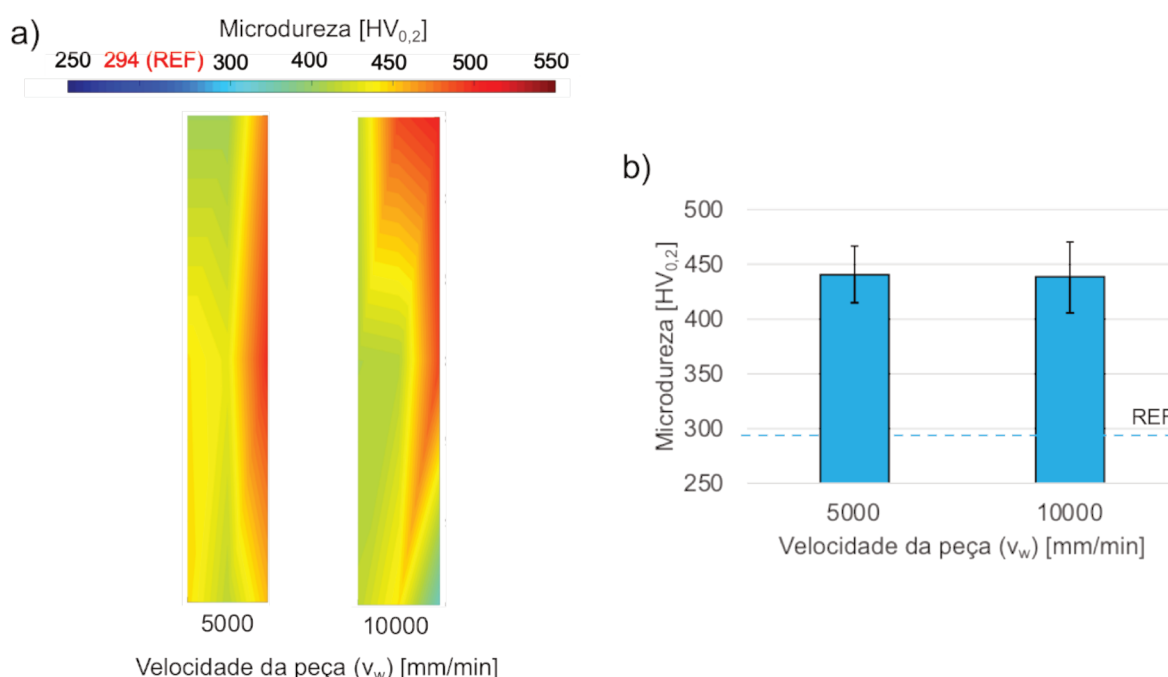 a)
Microdureza [HV0,2]
250 294 (REF) 300 400 450 500 550
5000 10000
Velocidade da peça (vw) [mm/min]
b)
Microdureza [HV0,2]
500
450
400
350
300
250
REF
5000 10000
Velocidade da peça (vw) [mm/min]